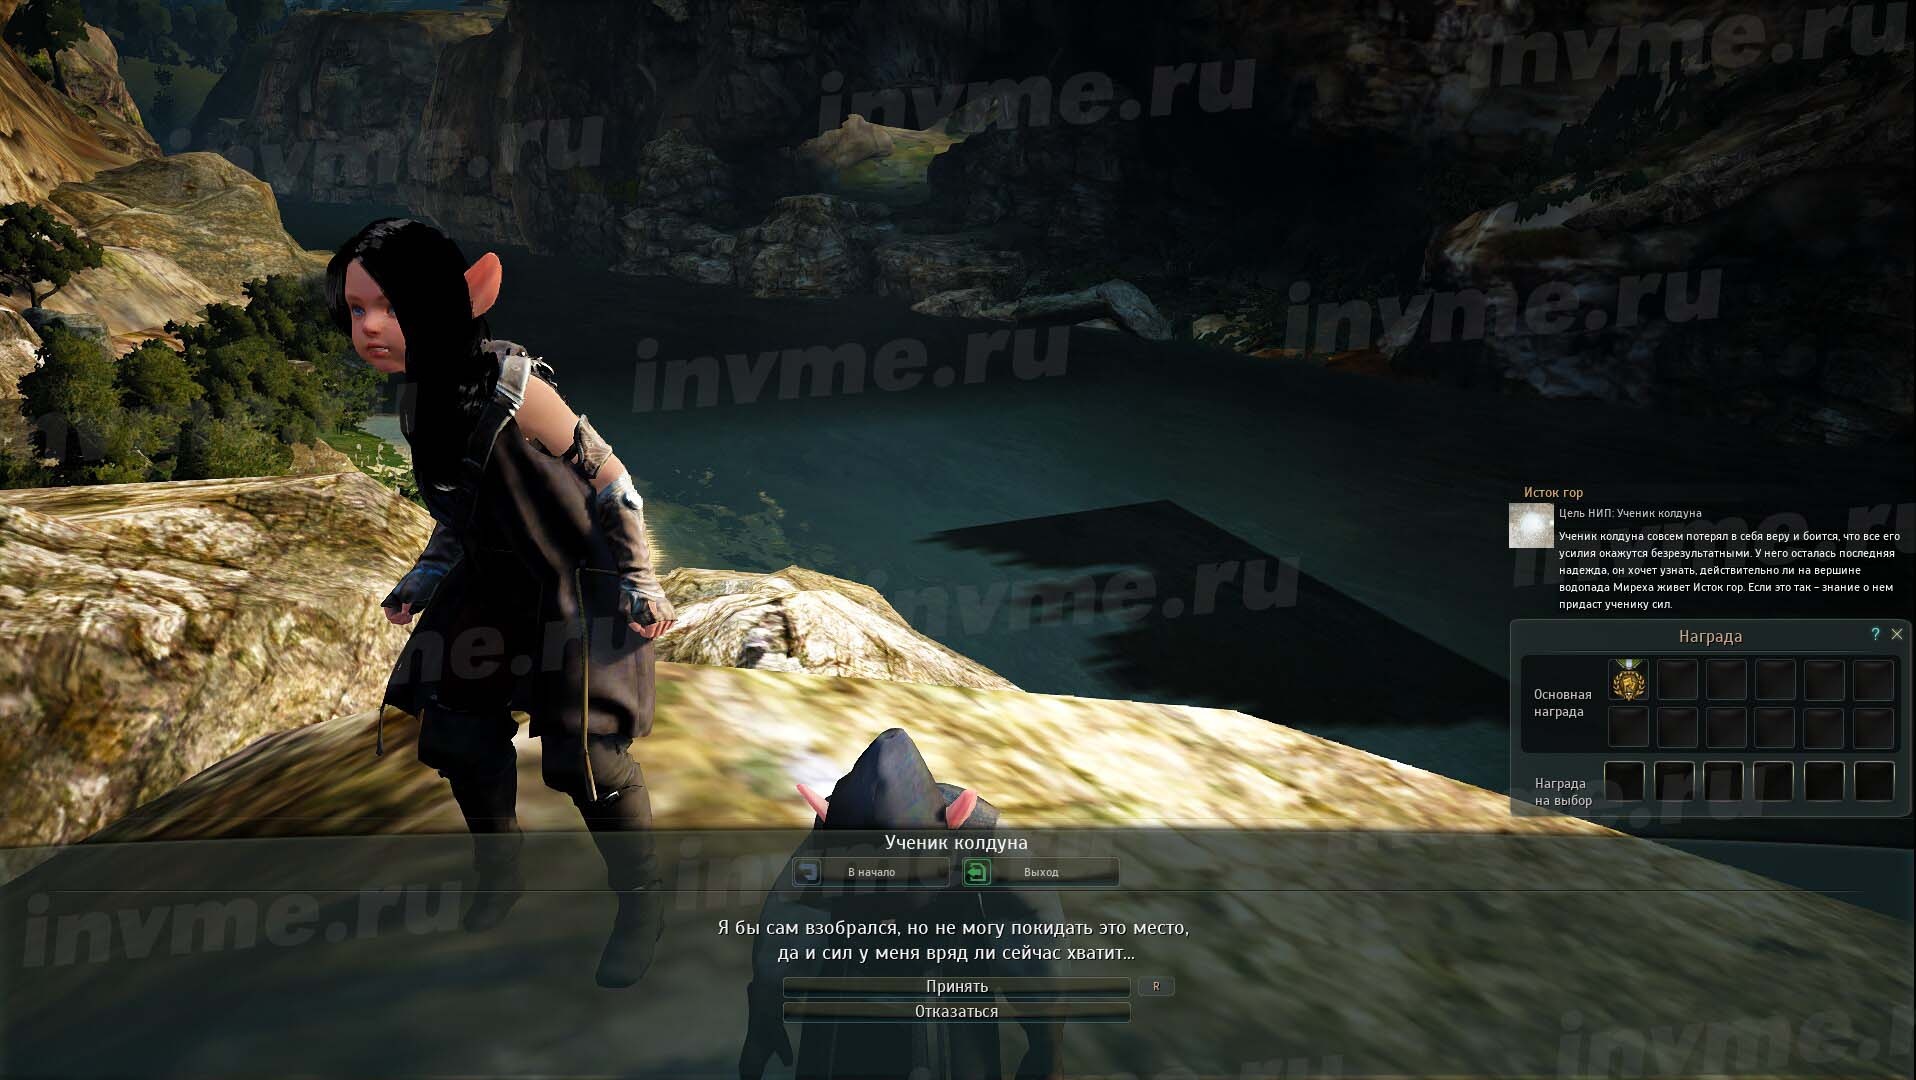 invme.ru
invme.ru
invme.ru
invme.ru
invme.ru
Исток гор
Цель НИП: Ученик колдуна
Ученик колдуна совсем потерял в себя веру и боится, что все его
усилия окажутся безрезультатными. У него осталась последняя
надежда, он хочет узнать, действительно ли на вершине
водопада Миреха живет Исток гор. Если это так - знание о нем
придаст ученику сил.
invme.ru
Награда
?
Основная
награда
Награда
на выбор
Ученик колдуна
В начало
Выход
invme.ru
Я бы сам взобрался, но не могу покидать это место,
да и сил у меня вряд ли сейчас хватит...
Принять
R
Отказаться